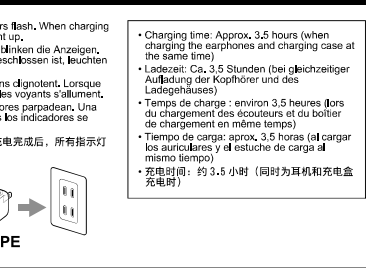 rs flash. When charging
nt up.
blinken die Anzeigen.
eschlossen ist, leuchten
ns clignotent. Lorsque
les voyants s'allument.
ores parpadean. Una
s los indicadores se
电完成后，所有指示灯
PE
• Charging time: Approx. 3.5 hours (when
charging the earphones and charging case at
the same time)
• Ladezeit: Ca. 3,5 Stunden (bei gleichzeitiger
Aufladung der Kopfhörer und des
Ladegehäuses)
• Temps de charge : environ 3,5 heures (lors
du chargement des écouteurs et du boîtier
de chargement en même temps)
• Tiempo de carga: aprox. 3,5 horas (al cargar
los auriculares y el estuche de carga al
mismo tiempo)
• 充电时间：约 3.5 小时（同时为耳机和充电盒
充电时）